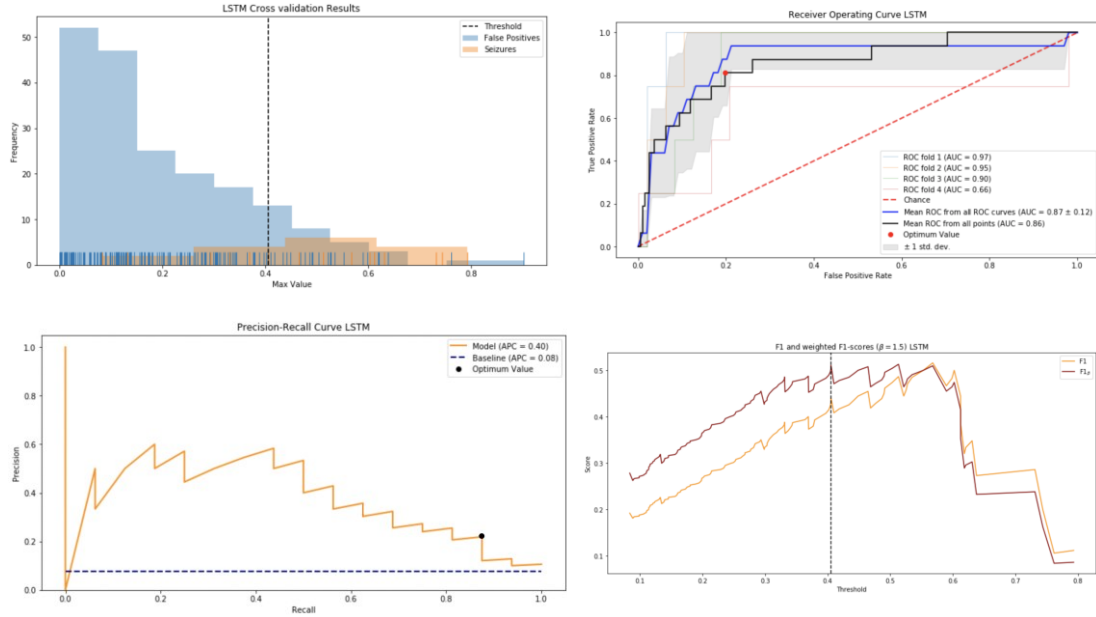 LSTM Cross validation Results
Threshold
False Positives
Seizures
50
40
30
20
10
0
Frequency
0.0 0.2 0.4 0.6 0.8
Max Value
Receiver Operating Curve LSTM
1.0
0.8
0.6
0.4
0.2
0.0
True Positive Rate
ROC fold 1 (AUC = 0.97)
ROC fold 2 (AUC = 0.95)
ROC fold 3 (AUC = 0.90)
ROC fold 4 (AUC = 0.66)
Chance
Mean ROC from all ROC curves (AUC = 0.87 ± 0.12)
Mean ROC from all points (AUC = 0.86)
Optimum Value
± 1 std. dev.
0.0 0.2 0.4 0.6 0.8 1.0
False Positive Rate
Precision-Recall Curve LSTM
Model (APC = 0.40)
Baseline (APC = 0.08)
Optimum Value
1.0
0.8
0.6
0.4
0.2
0.0
Precision
0.0 0.2 0.4 0.6 0.8 1.0
Recall
F1 and weighted F1-scores (β = 1.5) LSTM
F1
F1β
0.5
0.4
0.3
0.2
0.1
Score
0.1 0.2 0.3 0.4 0.5 0.6 0.7 0.8
Threshold